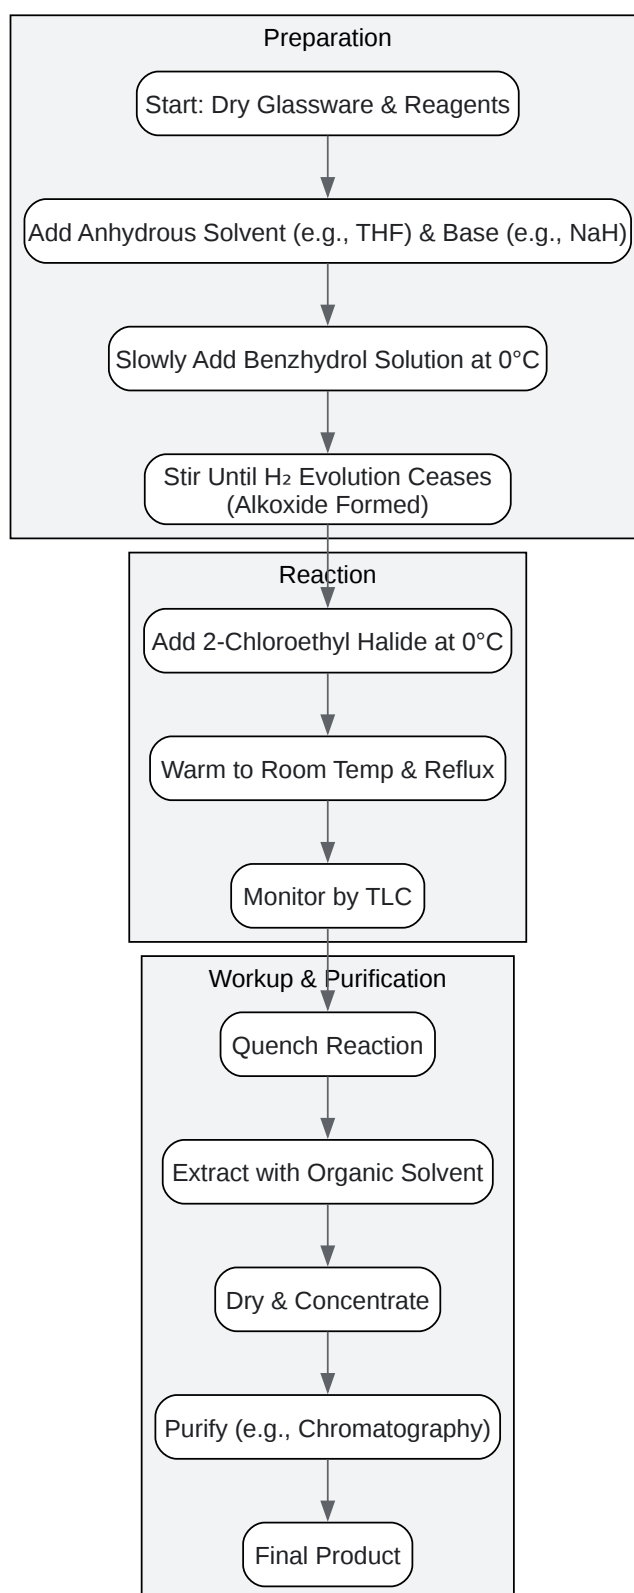 Preparation
Start: Dry Glassware & Reagents
Add Anhydrous Solvent (e.g., THF) & Base (e.g., NaH)
Slowly Add Benzhydrol Solution at 0°C
Stir Until H₂ Evolution Ceases
(Alkoxide Formed)
Reaction
Add 2-Chloroethyl Halide at 0°C
Warm to Room Temp & Reflux
Monitor by TLC
Workup & Purification
Quench Reaction
Extract with Organic Solvent
Dry & Concentrate
Purify (e.g., Chromatography)
Final Product